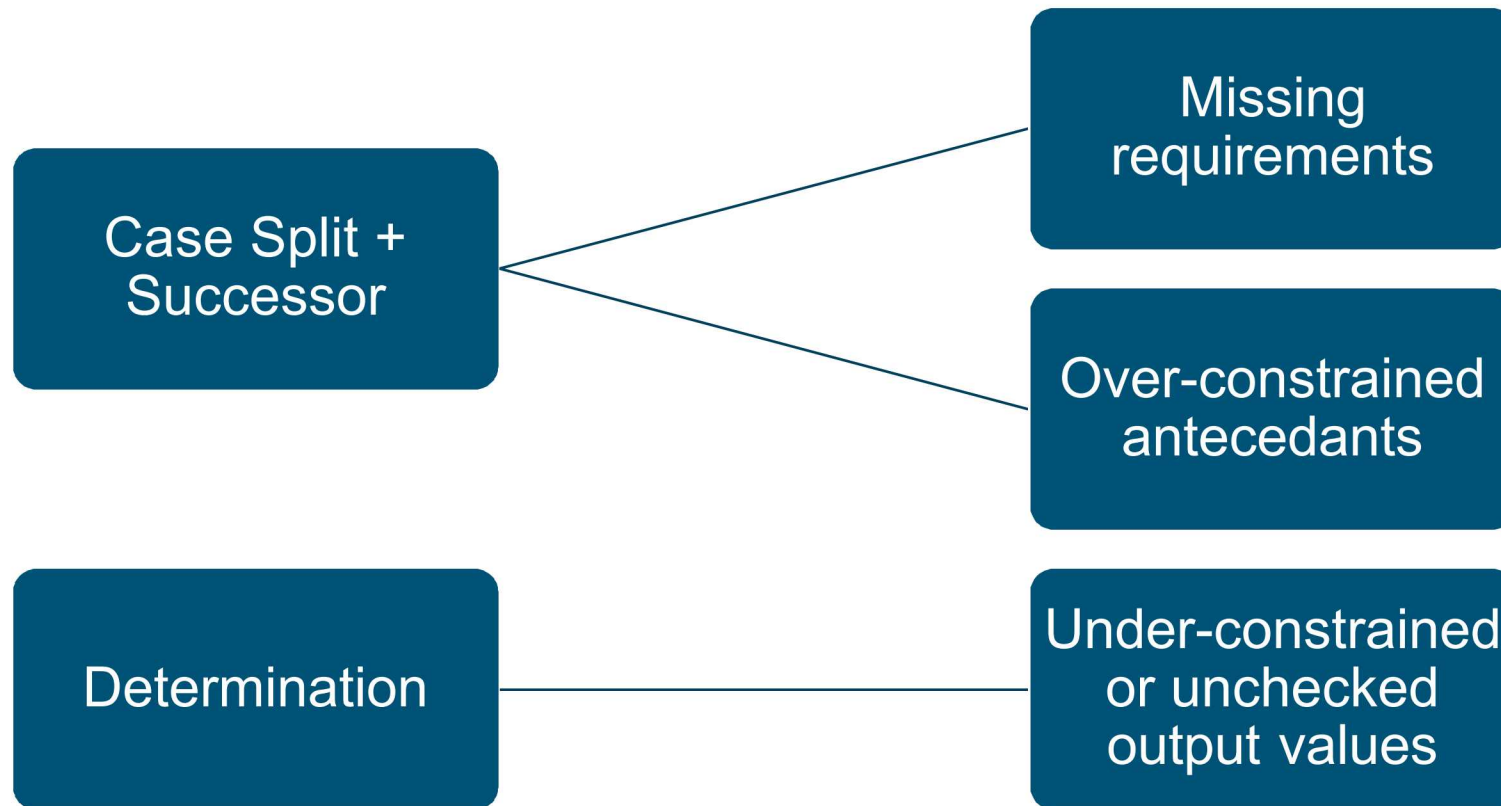 Case Split +
Successor
Missing
requirements
Over-constrained
antecedants
Determination
Under-constrained
or unchecked
output values